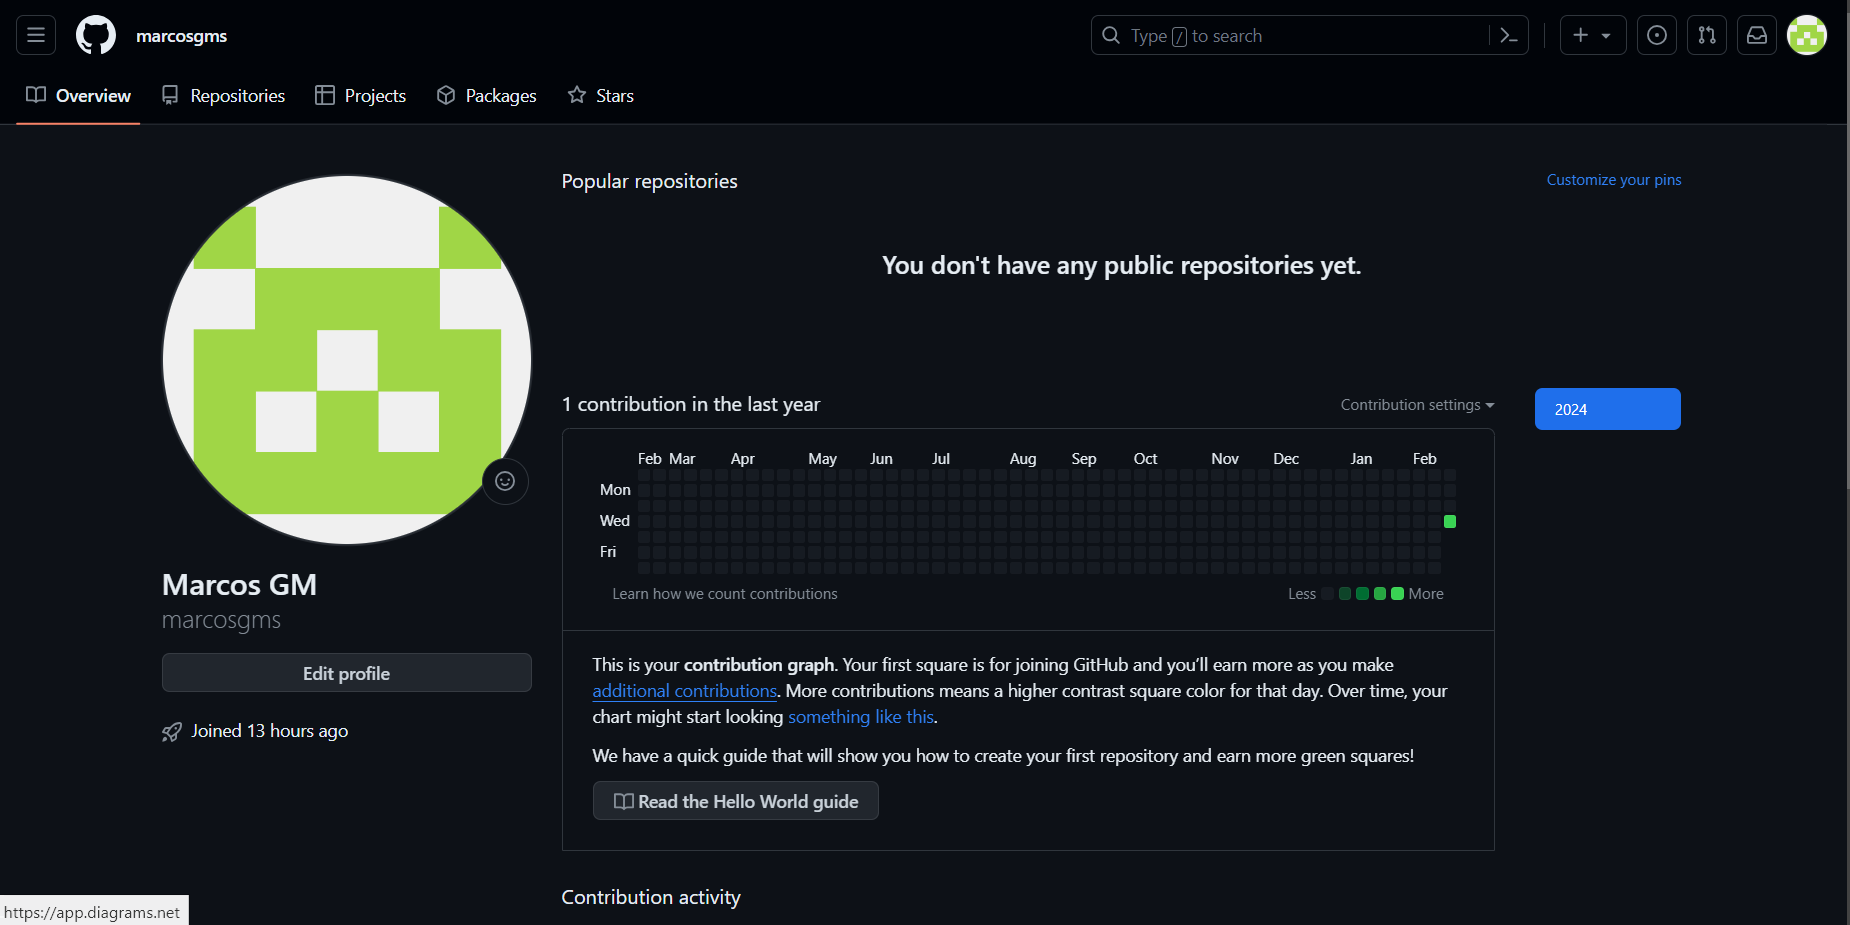 marcosgms
Type / to search
Overview
Repositories
Projects
Packages
Stars
Popular repositories
Customize your pins
You don't have any public repositories yet.
1 contribution in the last year
Contribution settings
2024
Feb Mar Apr May Jun Jul Aug Sep Oct Nov Dec Jan Feb
Mon
Wed
Fri
Learn how we count contributions
Less More
Marcos GM
marcosgms
Edit profile
Joined 13 hours ago
This is your contribution graph. Your first square is for joining GitHub and you’ll earn more as you make
additional contributions. More contributions means a higher contrast square color for that day. Over time, your
chart might start looking something like this.
We have a quick guide that will show you how to create your first repository and earn more green squares!
Read the Hello World guide
Contribution activity
https://app.diagrams.net